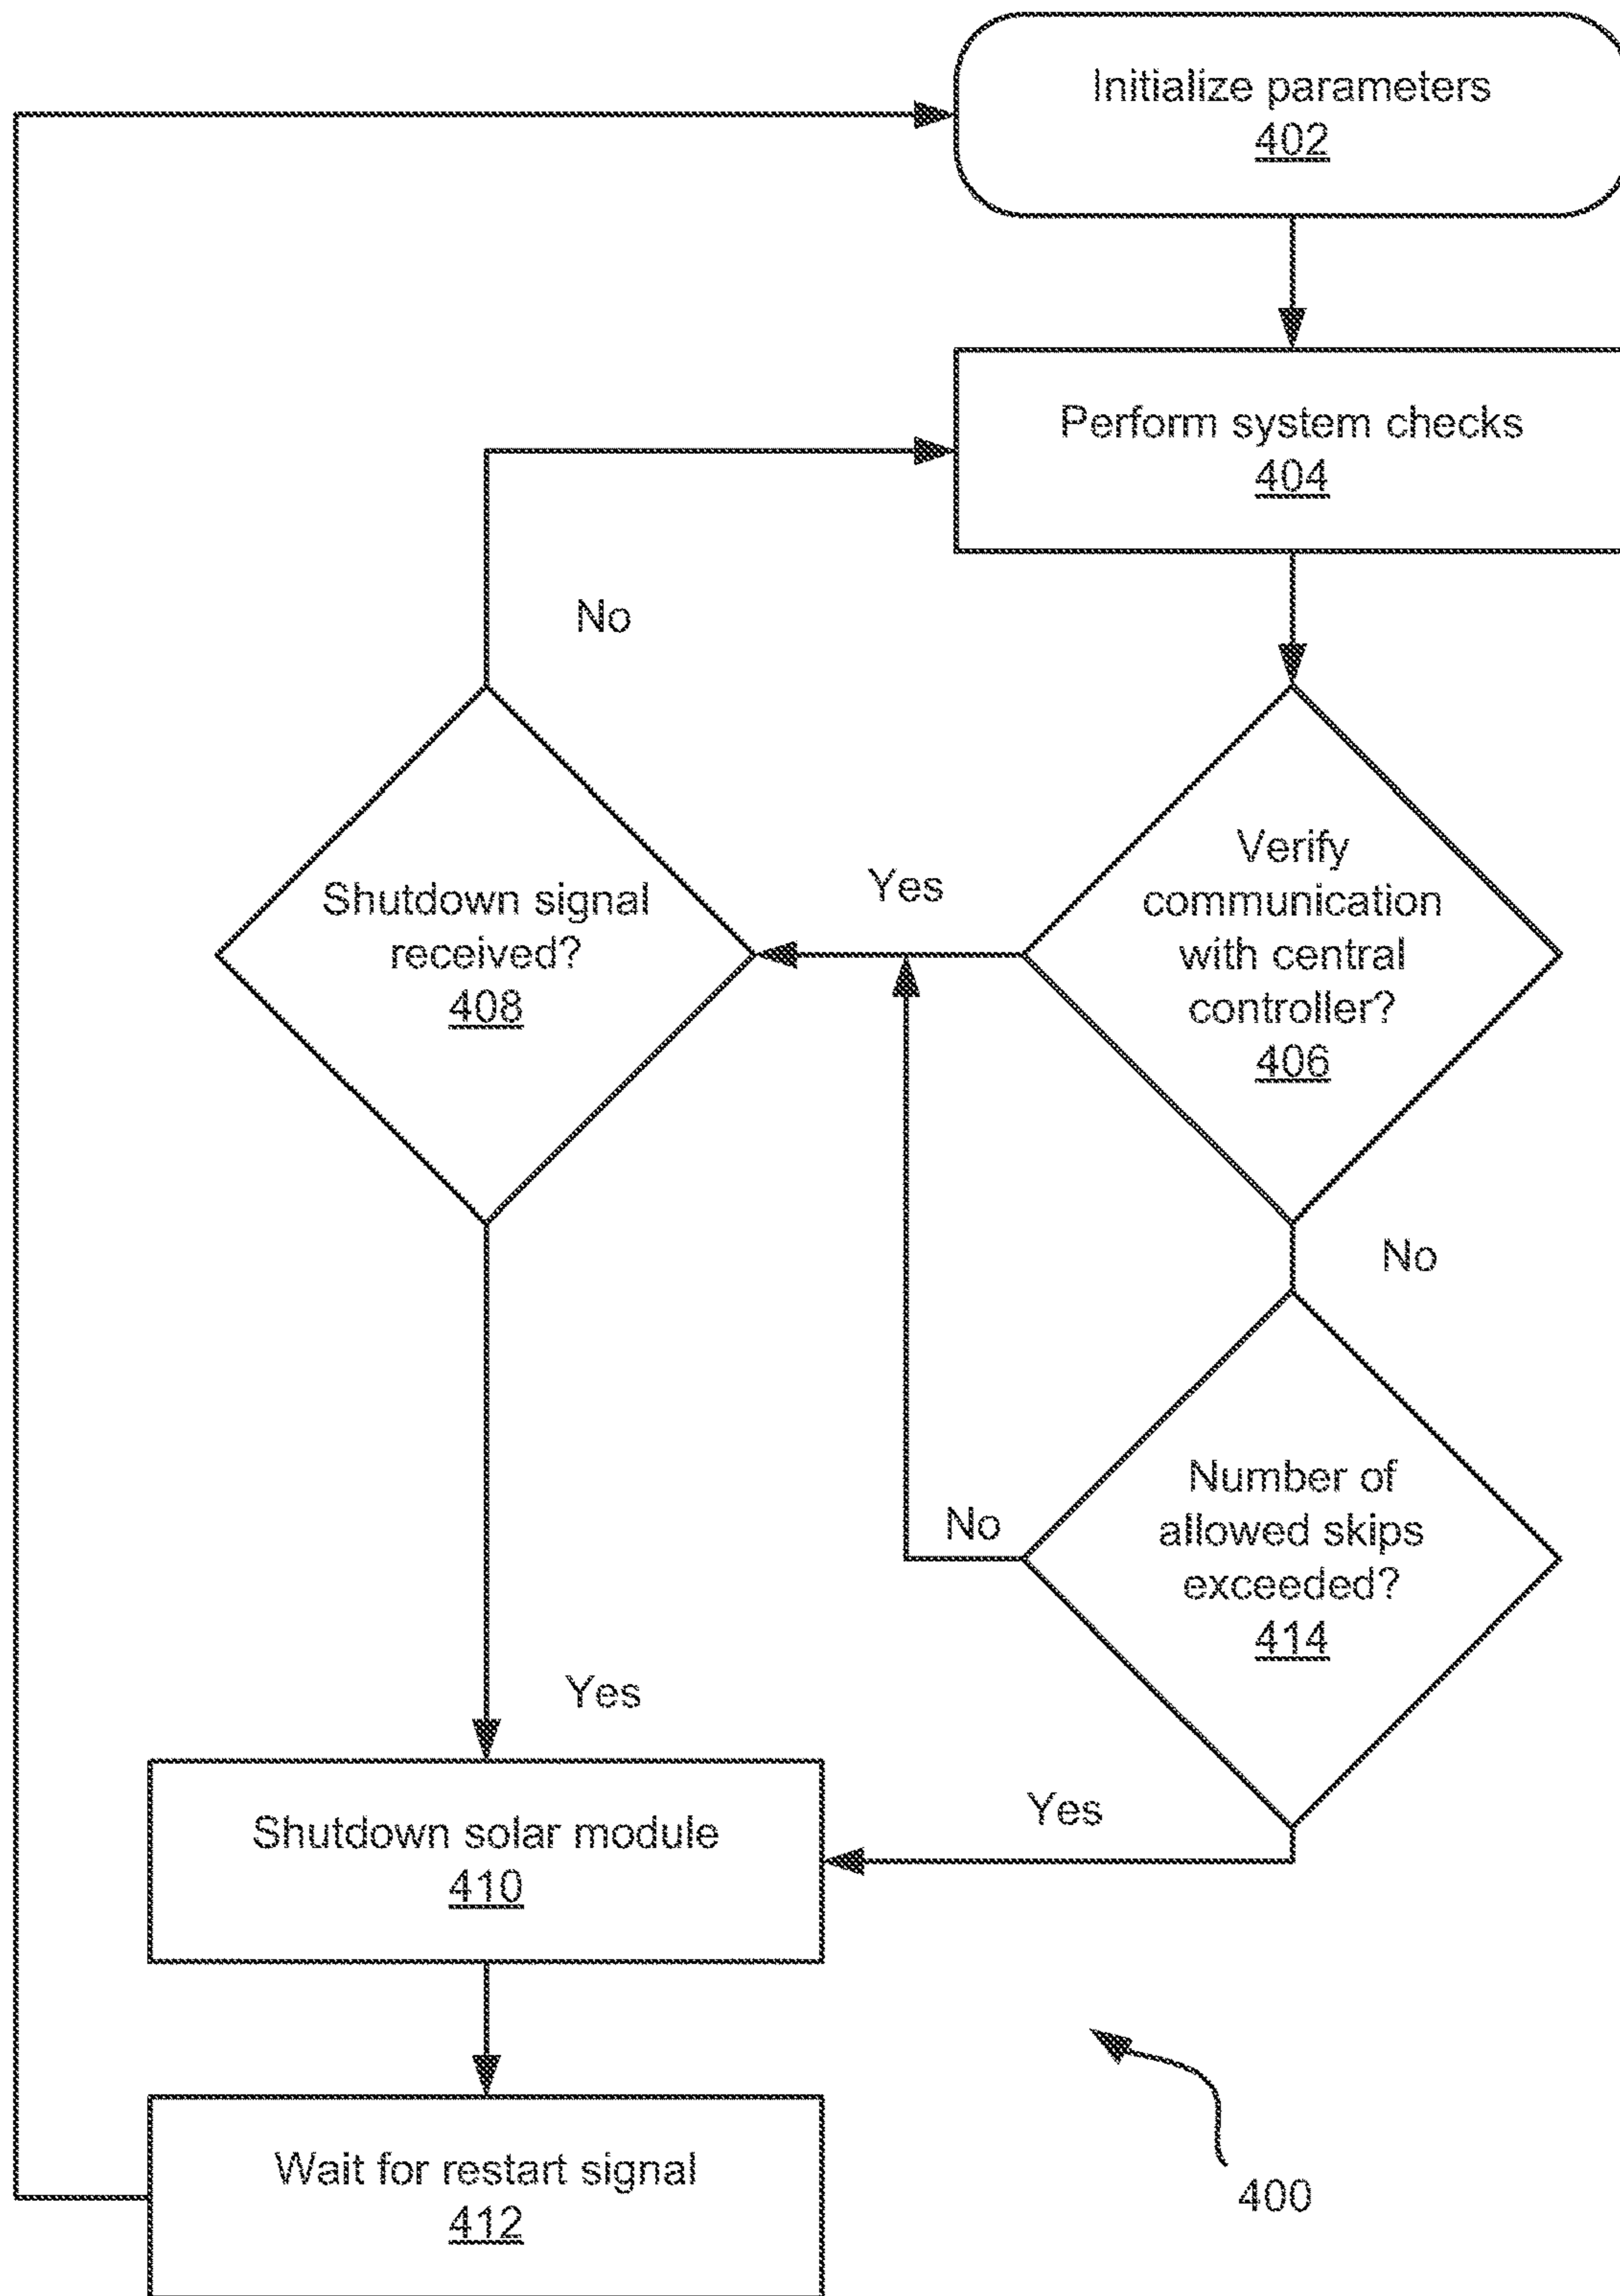 Initialize parameters
402
Perform system checks
404
No
Verify
communication
with central
controller?
406
Yes
Shutdown signal
received?
408
No
Number of
allowed skips
exceeded?
414
No
Yes
Yes
Shutdown solar module
410
Wait for restart signal
412
400